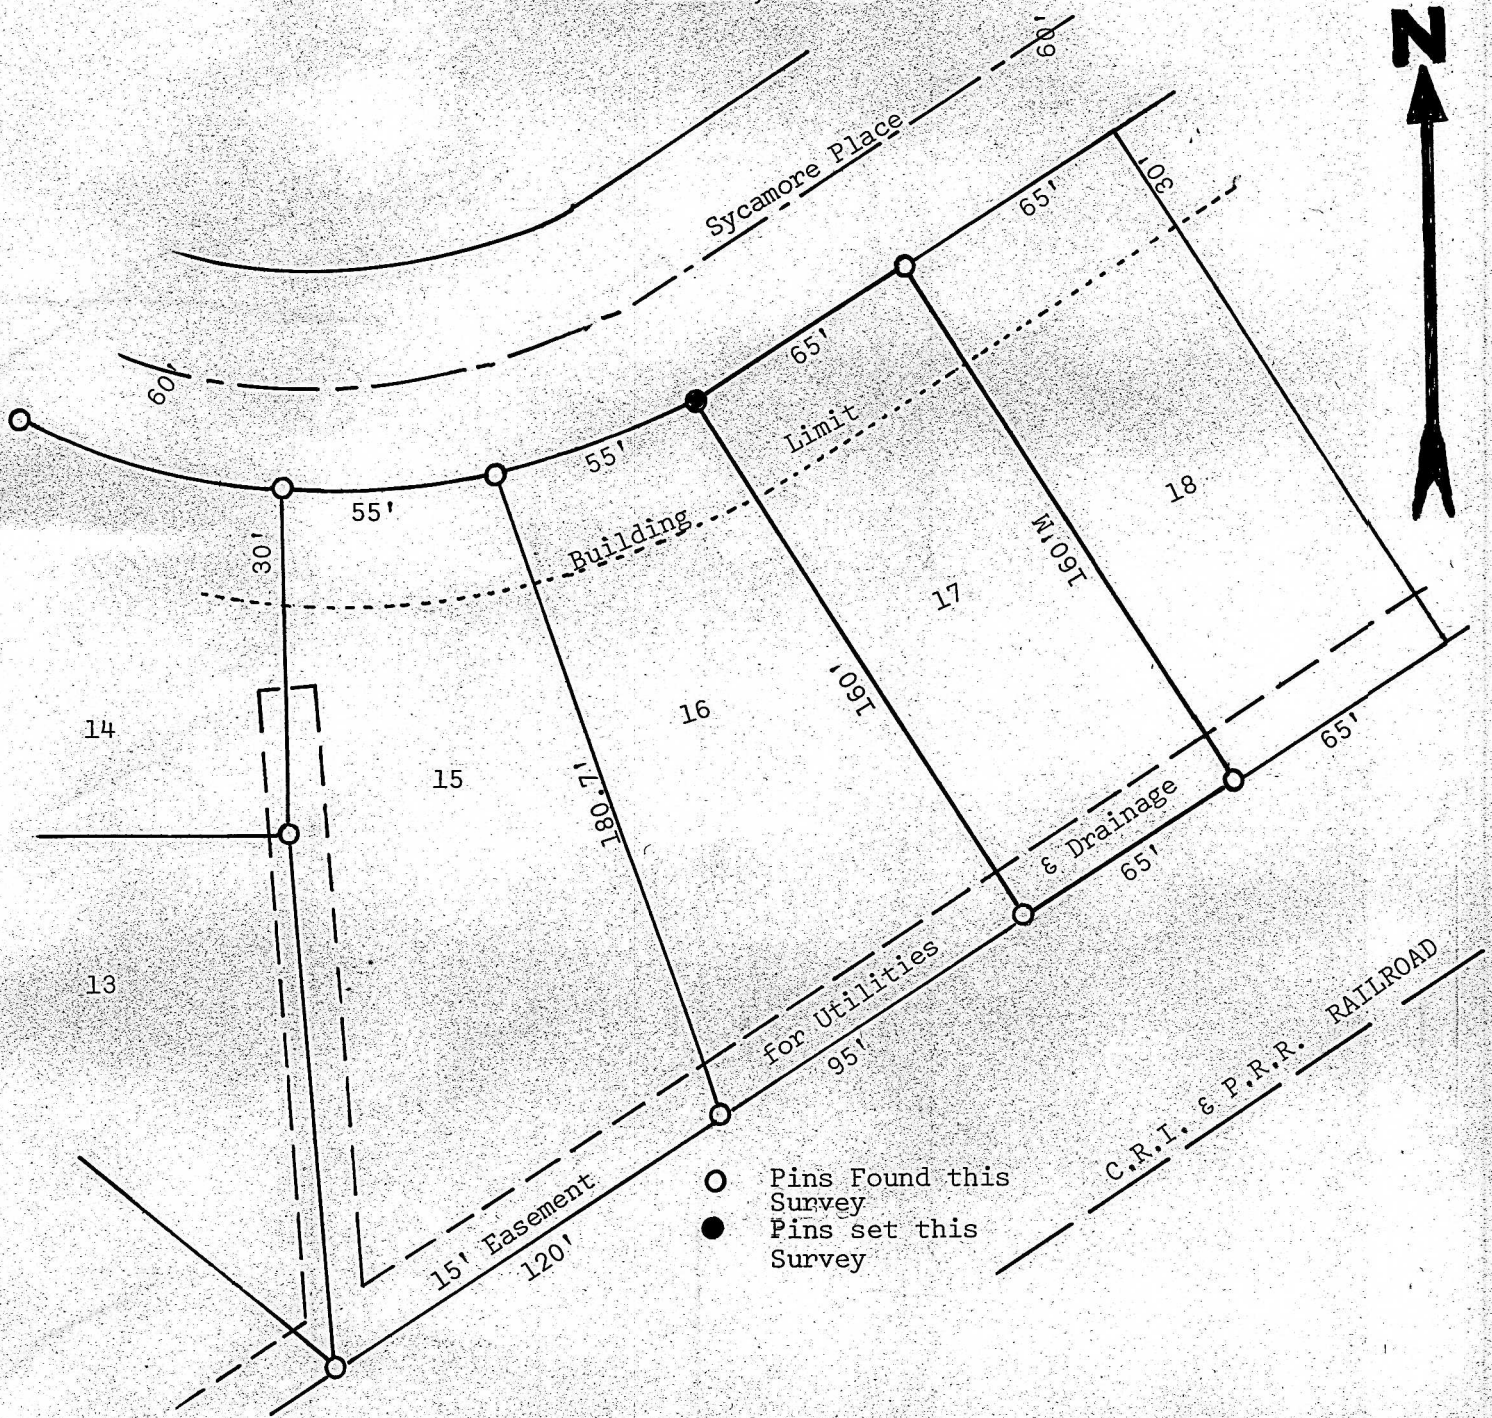 N
60'
Sycamore Place
30'
65'
65'
60'
Limit
55'
55'
Building
30'
18
160'M
17
160'
16
14
15
180.7'
65'
& Drainage
65'
for Utilities
95'
13
RAILROAD
C.R.I. & P.R.R.
15' Easement
120'
Pins Found this
Survey
Pins set this
Survey